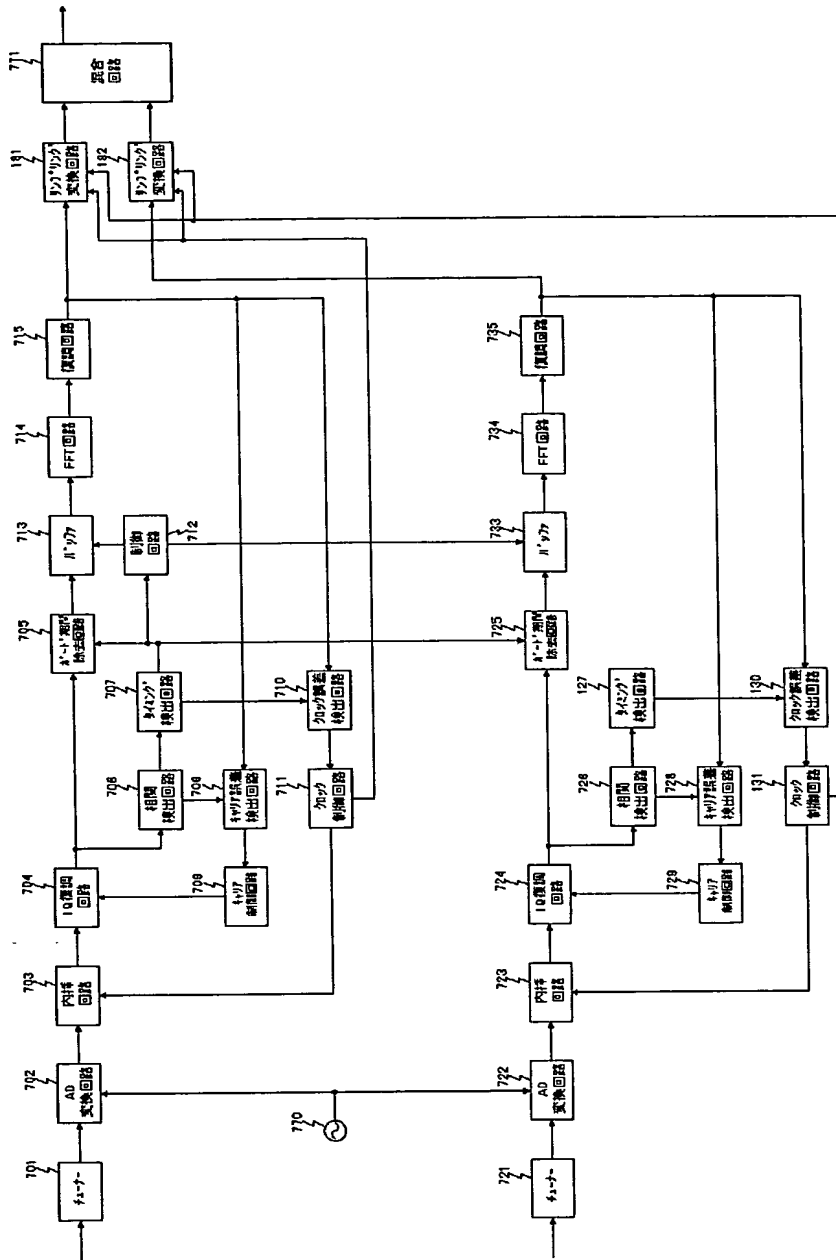 701
チューナー
702
AD
変換回路
703
内挿
回路
704
IQ復調
回路
705
ガード期間
除去回路
713
バッファ
714
FFT回路
715
復調回路
181
サンプリング
変換回路
771
混合
回路
182
サンプリング
変換回路
706
相関
検出回路
707
タイミング
検出回路
制御
回路
712
709
キャリア
制御回路
708
キャリア誤差
検出回路
711
クロック
制御回路
710
クロック誤差
検出回路
770
721
チューナー
722
AD
変換回路
723
内挿
回路
724
IQ復調
回路
725
ガード期間
除去回路
733
バッファ
734
FFT回路
735
復調回路
726
相関
検出回路
127
タイミング
検出回路
729
キャリア
制御回路
728
キャリア誤差
検出回路
131
クロック
制御回路
130
クロック誤差
検出回路